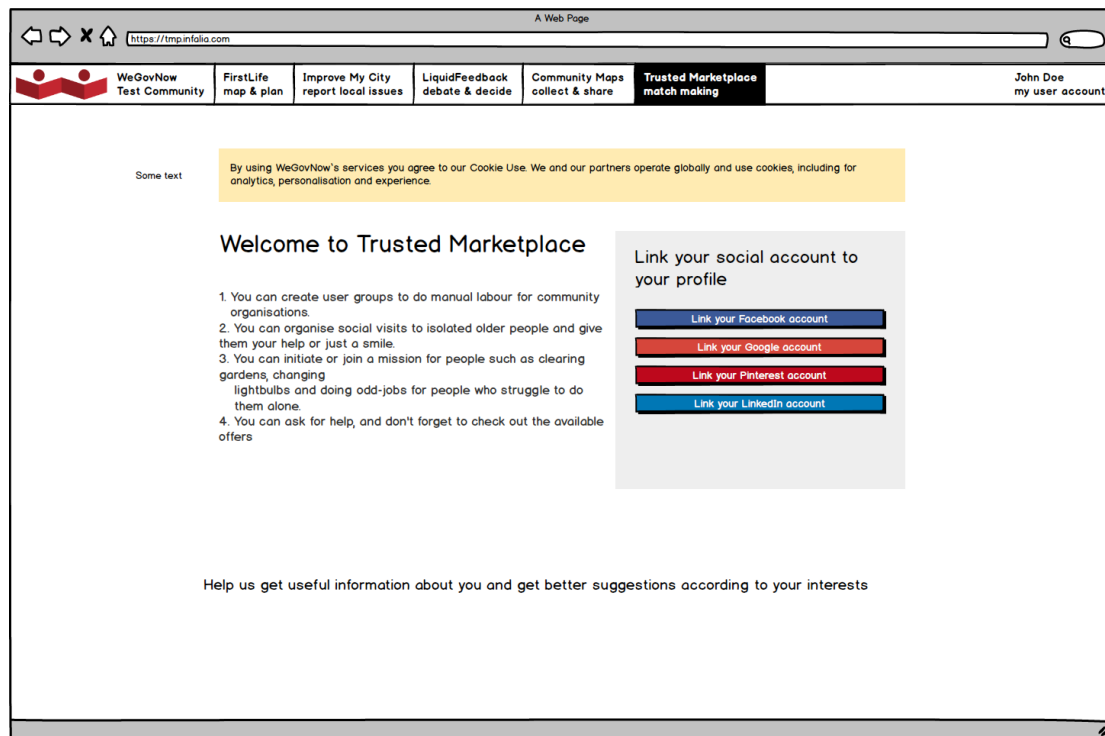 A Web Page
https://tmp.infalia.com
WeGovNow
Test Community
FirstLife
map & plan
Improve My City
report local issues
LiquidFeedback
debate & decide
Community Maps
collect & share
Trusted Marketplace
match making
John Doe
my user account
Some text
By using WeGovNow`s services you agree to our Cookie Use. We and our partners operate globally and use cookies, including for
analytics, personalisation and experience.
Welcome to Trusted Marketplace
1. You can create user groups to do manual labour for community
organisations.
2. You can organise social visits to isolated older people and give
them your help or just a smile.
3. You can initiate or join a mission for people such as clearing
gardens, changing
lightbulbs and doing odd-jobs for people who struggle to do
them alone.
4. You can ask for help, and don't forget to check out the available
offers
Link your social account to
your profile
Link your Facebook account
Link your Google account
Link your Pinterest account
Link your LinkedIn account
Help us get useful information about you and get better suggestions according to your interests